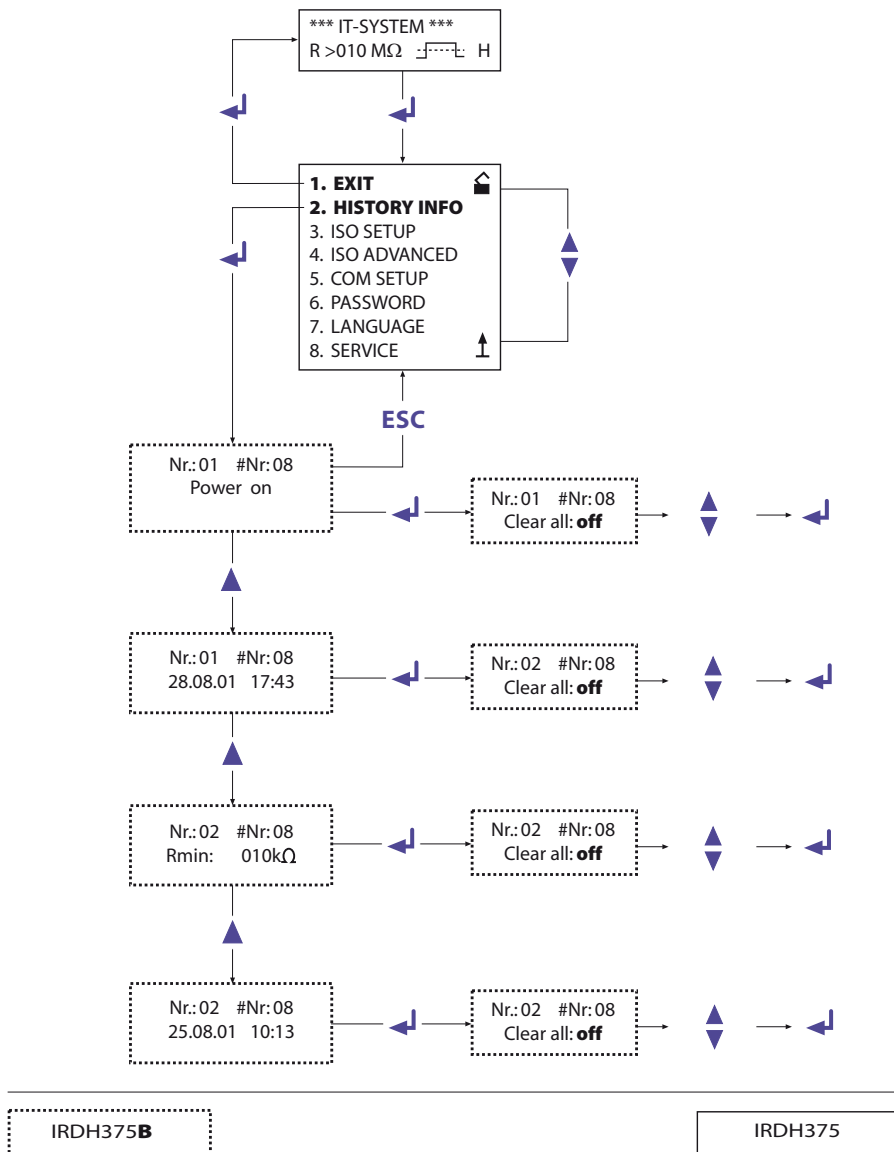 *** IT-SYSTEM ***
R >010 MΩ H
1. EXIT
2. HISTORY INFO
3. ISO SETUP
4. ISO ADVANCED
5. COM SETUP
6. PASSWORD
7. LANGUAGE
8. SERVICE
ESC
Nr.: 01 #Nr: 08
Power on
Nr.: 01 #Nr: 08
Clear all: off
Nr.: 01 #Nr: 08
28.08.01 17:43
Nr.: 02 #Nr: 08
Clear all: off
Nr.: 02 #Nr: 08
Rmin: 010kΩ
Nr.: 02 #Nr: 08
Clear all: off
Nr.: 02 #Nr: 08
25.08.01 10:13
Nr.: 02 #Nr: 08
Clear all: off
IRDH375B
IRDH375